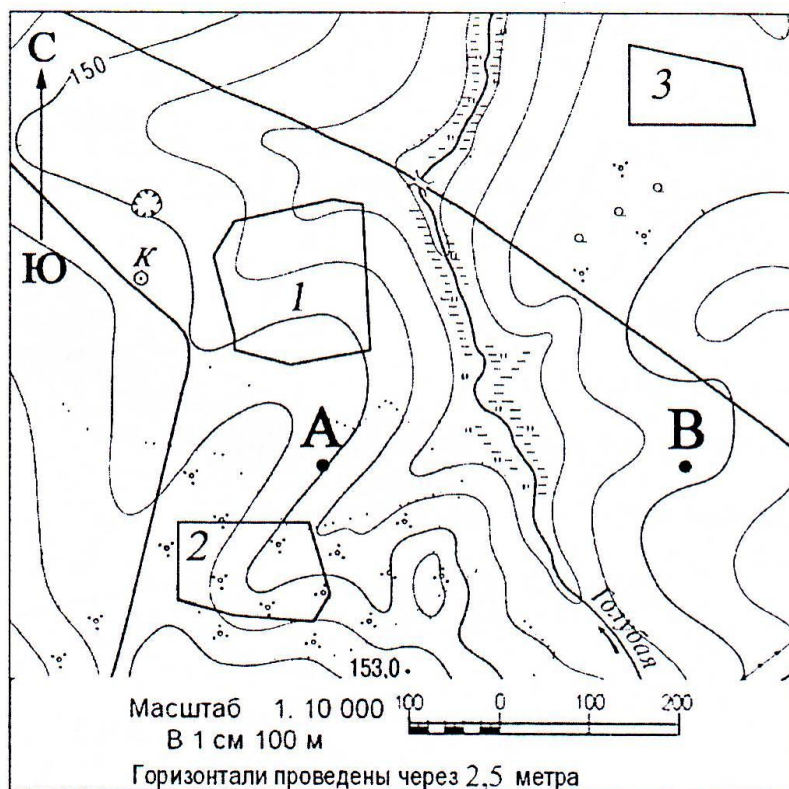 С
150
3
Ю
К
1
А
В
2
Голубая
153.0
Масштаб 1. 10 000
100 0 100 200
В 1 см 100 м
Горизонтали проведены через 2,5 метра